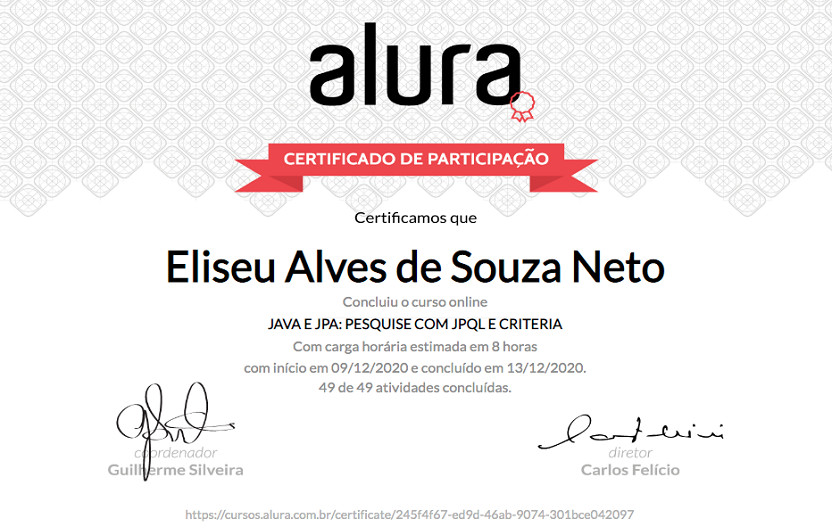 alura
CERTIFICADO DE PARTICIPAÇÃO
Certificamos que
Eliseu Alves de Souza Neto
Concluiu o curso online
JAVA E JPA: PESQUISE COM JPQL E CRITERIA
Com carga horária estimada em 8 horas
com início em 09/12/2020 e concluído em 13/12/2020.
49 de 49 atividades concluídas.
coordenador
Guilherme Silveira
diretor
Carlos Felício
https://cursos.alura.com.br/certificate/245f4f67-ed9d-46ab-9074-301bce042097